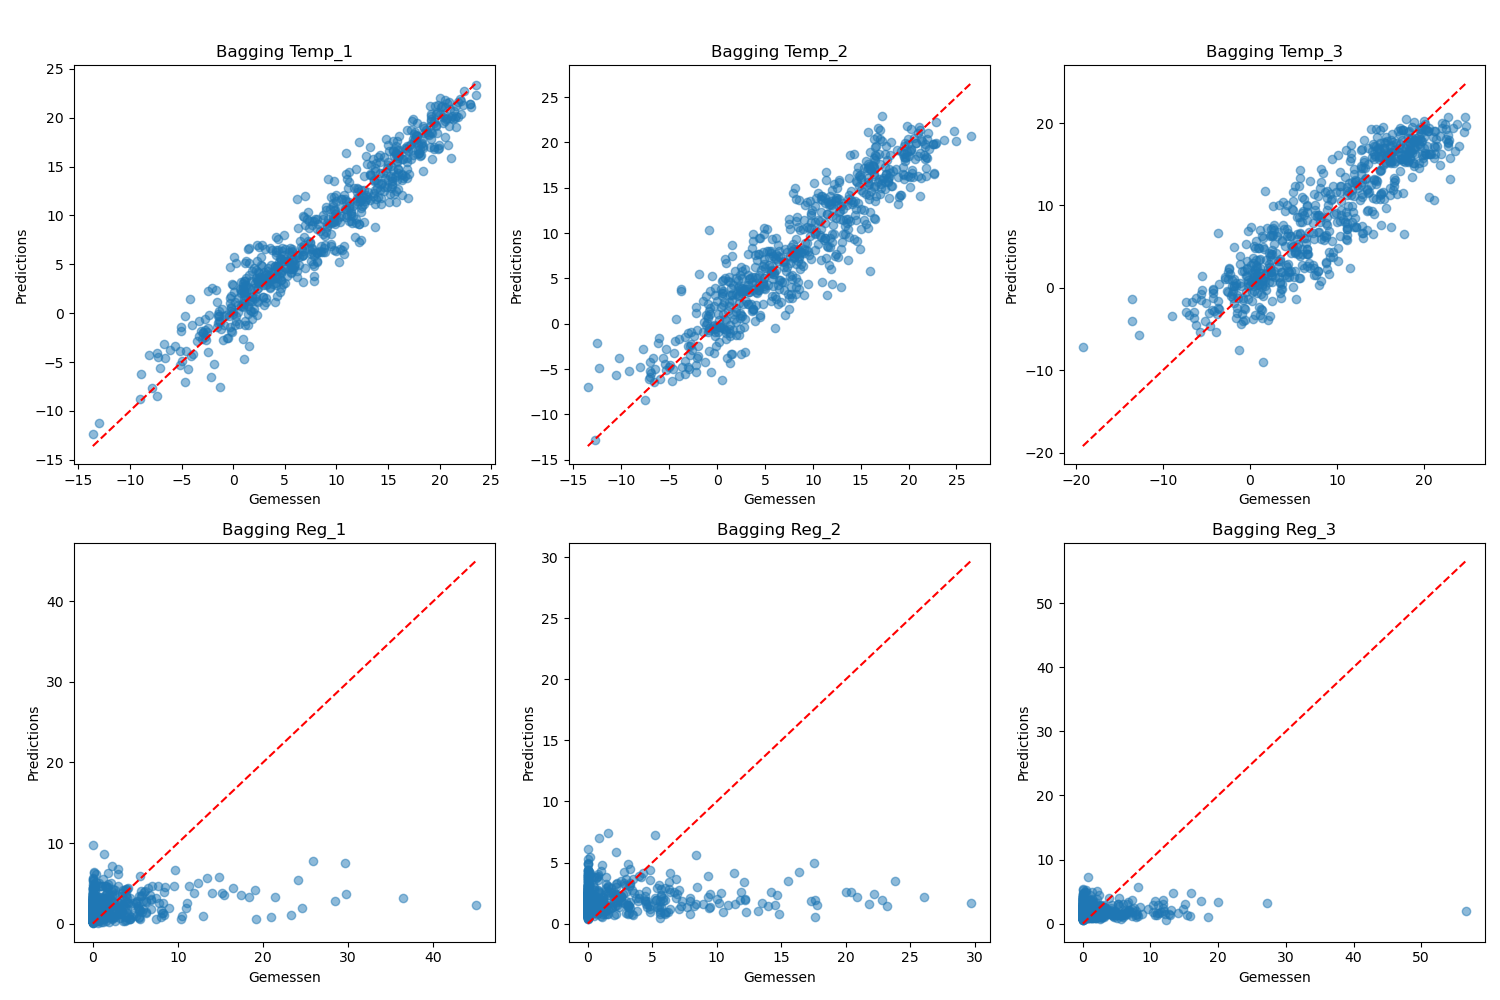 Bagging Temp_1
25
20
15
10
5
0
−5
−10
−15
Predictions
−15 −10 −5 0 5 10 15 20 25
Gemessen
Bagging Temp_2
25
20
15
10
5
0
−5
−10
−15
Predictions
−15 −10 −5 0 5 10 15 20 25
Gemessen
Bagging Temp_3
20
10
0
−10
−20
Predictions
−20 −10 0 10 20
Gemessen
Bagging Reg_1
40
30
20
10
0
Predictions
0 10 20 30 40
Gemessen
Bagging Reg_2
30
25
20
15
10
5
0
Predictions
0 5 10 15 20 25 30
Gemessen
Bagging Reg_3
50
40
30
20
10
0
Predictions
0 10 20 30 40 50
Gemessen